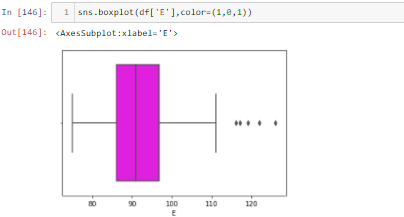 In [146]: 1 sns.boxplot(df['E'],color=(1,0,1))
Out[146]: <AxesSubplot:xlabel='E'>
80 90 100 110 120
E